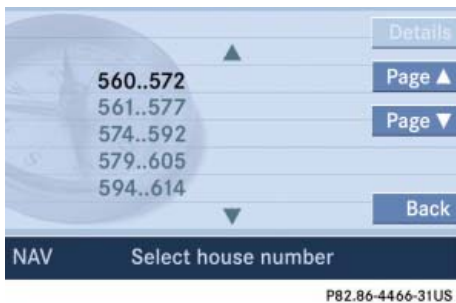 Details
560..572
Page ▲
561..577
Page ▼
574..592
579..605
594..614
Back
NAV Select house number
P82.86-4466-31US